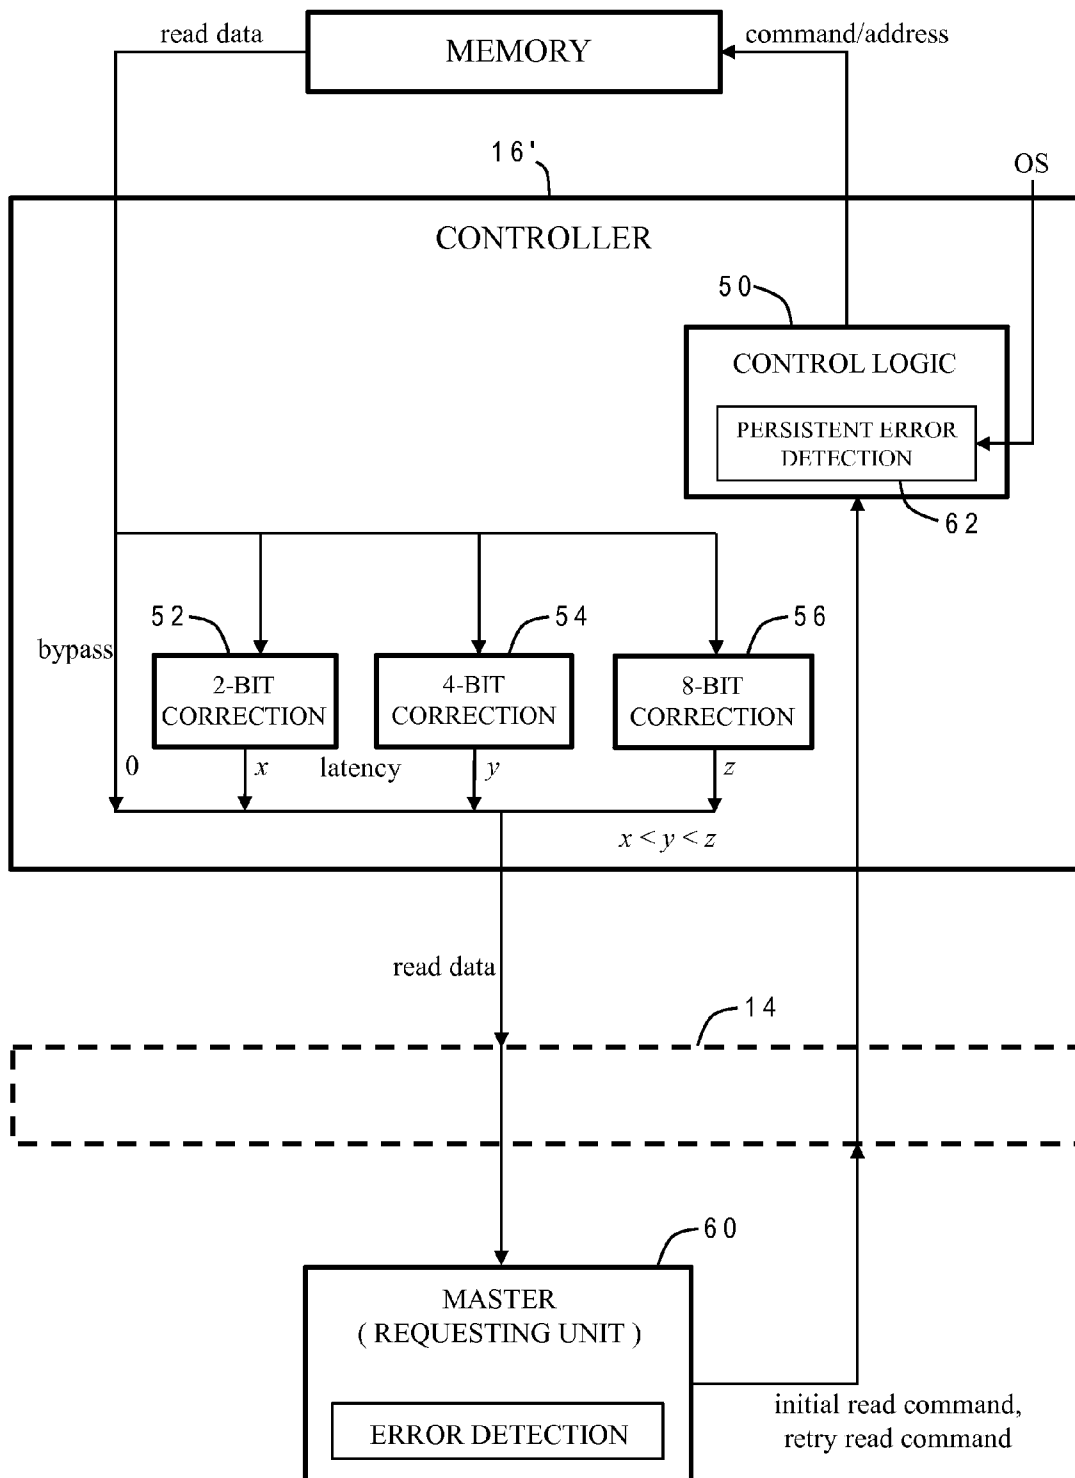 read data
MEMORY
command/address
16'
OS
CONTROLLER
50
CONTROL LOGIC
PERSISTENT ERROR
DETECTION
62
52
54
56
bypass
2-BIT
CORRECTION
4-BIT
CORRECTION
8-BIT
CORRECTION
0
x
latency
y
z
x < y < z
read data
14
60
MASTER
( REQUESTING UNIT )
ERROR DETECTION
initial read command,
retry read command